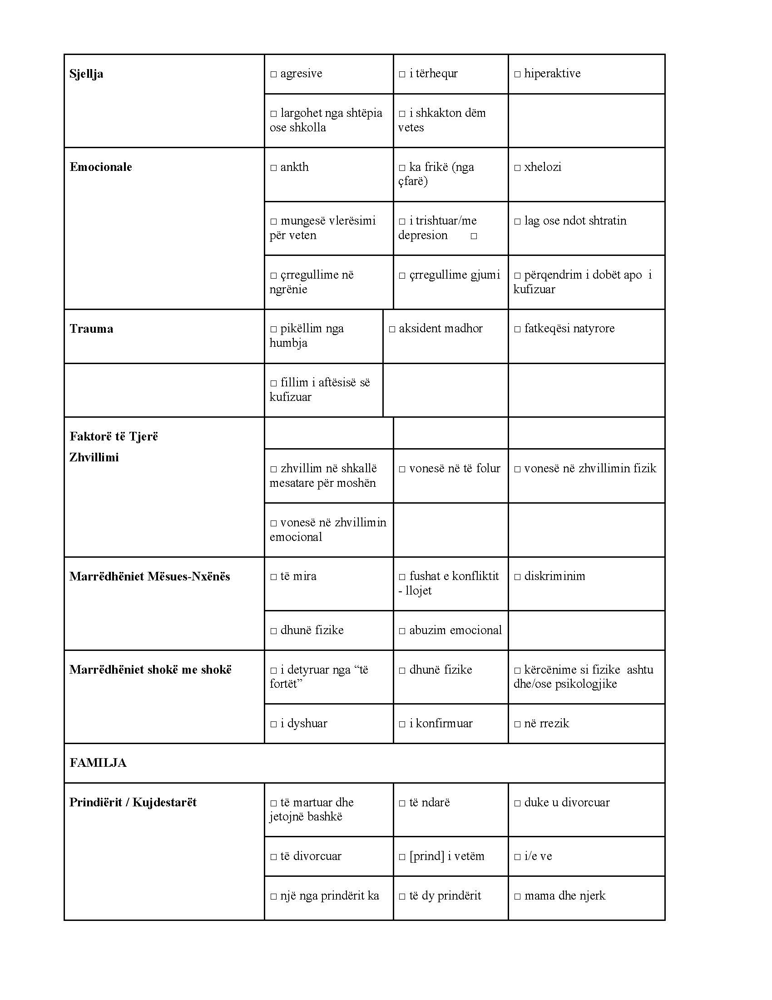 Sjellja
□ agresive
□ i tërhequr
□ hiperaktive
□ largohet nga shtëpia
ose shkolla
□ i shkakton dëm
vetes
Emocionale
□ ankth
□ ka frikë (nga
çfarë)
□ xhelozi
□ mungesë vlerësimi
për veten
□ i trishtuar/me
depresion □
□ lag ose ndot shtratin
□ çrregullime në
ngrënie
□ çrregullime gjumi
□ përqendrim i dobët apo i
kufizuar
Trauma
□ pikëllim nga
humbja
□ aksident madhor
□ fatkeqësi natyrore
□ fillim i aftësisë së
kufizuar
Faktorë të Tjerë
Zhvillimi
□ zhvillim në shkallë
mesatare për moshën
□ vonesë në të folur
□ vonesë në zhvillimin fizik
□ vonesë në zhvillimin
emocional
Marrëdhëniet Mësues-Nxënës
□ të mira
□ fushat e konfliktit
- llojet
□ diskriminim
□ dhunë fizike
□ abuzim emocional
Marrëdhëniet shokë me shokë
□ i detyruar nga “të
fortët”
□ dhunë fizike
□ kërcënime si fizike ashtu
dhe/ose psikologjike
□ i dyshuar
□ i konfirmuar
□ në rrezik
FAMILJA
Prindiërit / Kujdestarët
□ të martuar dhe
jetojnë bashkë
□ të ndarë
□ duke u divorcuar
□ të divorcuar
□ [prind] i vetëm
□ i/e ve
□ një nga prindërit ka
□ të dy prindërit
□ mama dhe njerk